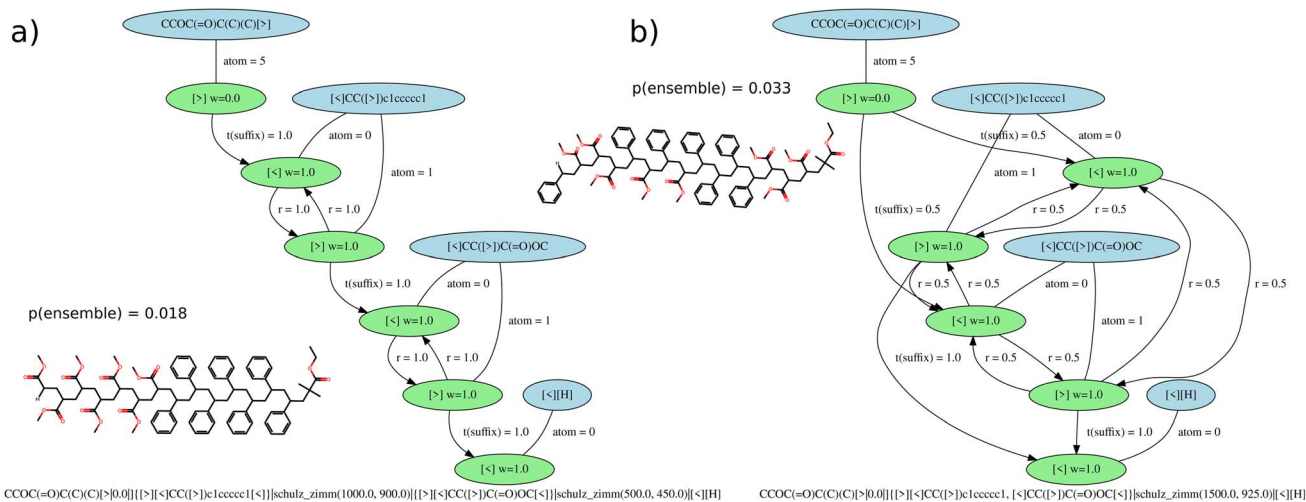 a)
CCOC(=O)C(C)(C)[>]
atom = 5
[>] w=0.0
[<]CC([>])c1ccccc1
t(suffix) = 1.0
atom = 0
[<] w=1.0
atom = 1
r = 1.0
r = 1.0
[>] w=1.0
[<]CC([>])C(=O)OC
t(suffix) = 1.0
atom = 0
p(ensemble) = 0.018
[<] w=1.0
atom = 1
r = 1.0
r = 1.0
[>] w=1.0
[<][H]
t(suffix) = 1.0
atom = 0
[<] w=1.0
CCOC(=O)C(C)(C)[>|0.0|]{[>][<]CC([>])c1ccccc1[<]}|schulz_zimm(1000.0, 900.0)|{[>][<]CC([>])C(=O)OC[<]}|schulz_zimm(500.0, 450.0)|[<][H]
b)
CCOC(=O)C(C)(C)[>]
atom = 5
p(ensemble) = 0.033
[>] w=0.0
[<]CC([>])c1ccccc1
t(suffix) = 0.5
atom = 0
atom = 1
[<] w=1.0
t(suffix) = 0.5
r = 0.5
r = 0.5
[>] w=1.0
[<]CC([>])C(=O)OC
r = 0.5
r = 0.5
atom = 0
r = 0.5
r = 0.5
[<] w=1.0
atom = 1
t(suffix) = 1.0
r = 0.5
r = 0.5
[>] w=1.0
[<][H]
t(suffix) = 1.0
atom = 0
[<] w=1.0
CCOC(=O)C(C)(C)[>|0.0|]{[>][<]CC([>])c1ccccc1, [<]CC([>])C(=O)OC[<]}|schulz_zimm(1500.0, 925.0)|[<][H]